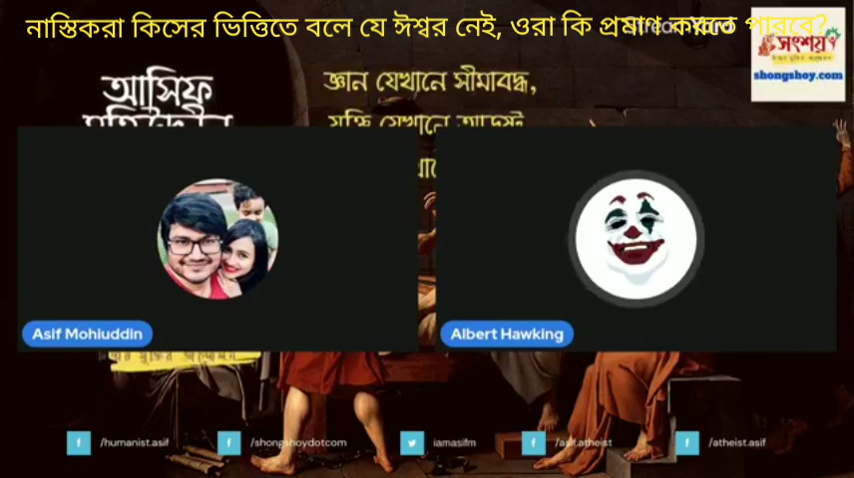 নাস্তিকরা কিসের ভিত্তিতে বলে যে ঈশ্বর নেই, ওরা কি প্রমাণ করতে পারবে?
সংশয়
shongshoy.com
আসিফ
জ্ঞান যেখানে সীমাবদ্ধ,
যুক্তি যেখানে আড়ষ্ট
Asif Mohiuddin
Albert Hawking
/humanist.asif
/shongshoydotcom
iamasifm
/asif.atheist
/atheist.asif